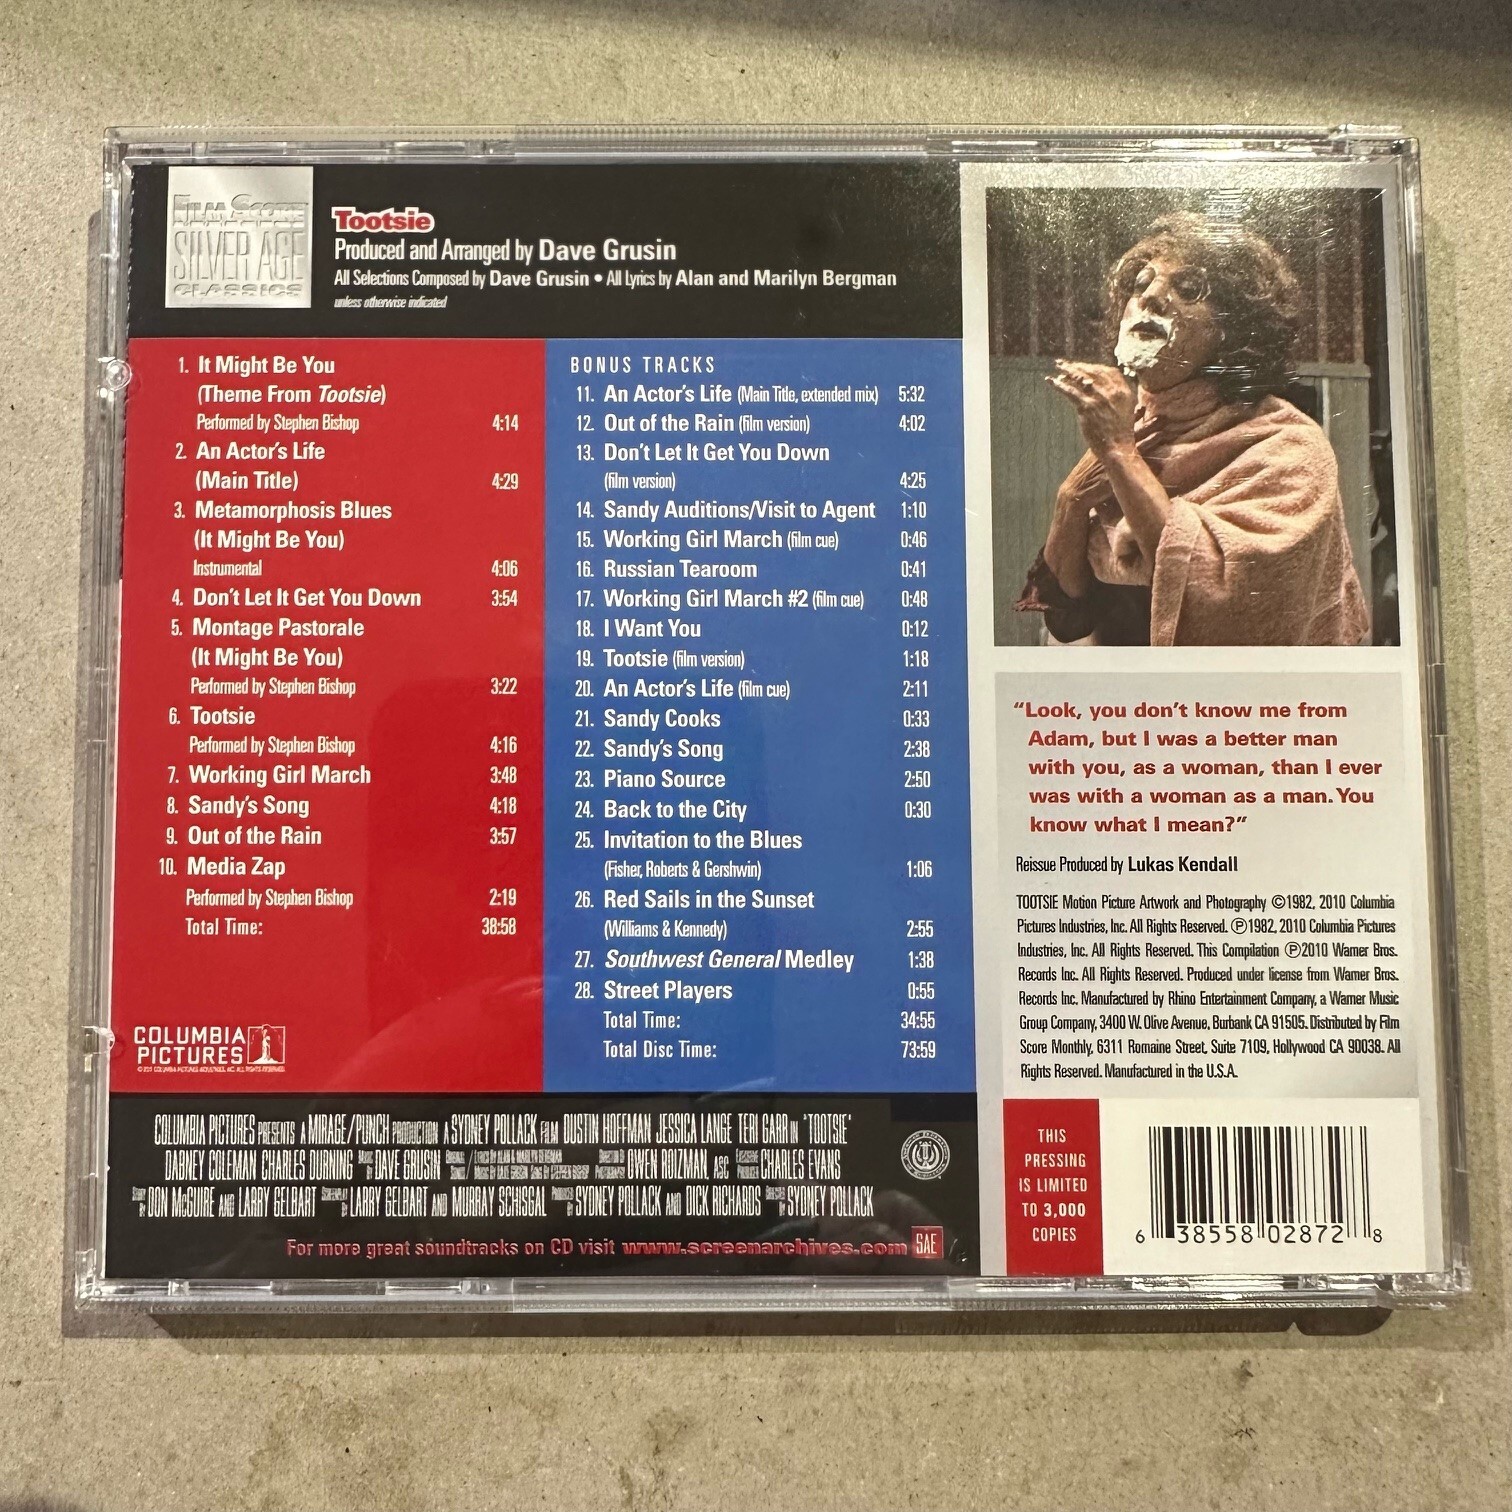 FILM SCORE
SILVER AGE
CLASSICS
Tootsie
Produced and Arranged by Dave Grusin
All Selections Composed by Dave Grusin • All Lyrics by Alan and Marilyn Bergman
unless otherwise indicated
1. It Might Be You
(Theme From Tootsie)
Performed by Stephen Bishop 4:14
2. An Actor's Life
(Main Title) 4:29
3. Metamorphosis Blues
(It Might Be You)
Instrumental 4:06
4. Don't Let It Get You Down 3:54
5. Montage Pastorale
(It Might Be You)
Performed by Stephen Bishop 3:22
6. Tootsie
Performed by Stephen Bishop 4:16
7. Working Girl March 3:48
8. Sandy's Song 4:18
9. Out of the Rain 3:57
10. Media Zap
Performed by Stephen Bishop 2:19
Total Time: 38:58
COLUMBIA
PICTURES
BONUS TRACKS
11. An Actor's Life (Main Title, extended mix) 5:32
12. Out of the Rain (film version) 4:02
13. Don't Let It Get You Down
(film version) 4:25
14. Sandy Auditions/Visit to Agent 1:10
15. Working Girl March (film cue) 0:46
16. Russian Tearoom 0:41
17. Working Girl March #2 (film cue) 0:48
18. I Want You 0:12
19. Tootsie (film version) 1:18
20. An Actor's Life (film cue) 2:11
21. Sandy Cooks 0:33
22. Sandy's Song 2:38
23. Piano Source 2:50
24. Back to the City 0:30
25. Invitation to the Blues
(Fisher, Roberts & Gershwin) 1:06
26. Red Sails in the Sunset
(Williams & Kennedy) 2:55
27. Southwest General Medley 1:38
28. Street Players 0:55
Total Time: 34:55
Total Disc Time: 73:59
"Look, you don't know me from
Adam, but I was a better man
with you, as a woman, than I ever
was with a woman as a man. You
know what I mean?"
Reissue Produced by Lukas Kendall
TOOTSIE Motion Picture Artwork and Photography ©1982, 2010 Columbia
Pictures Industries, Inc. All Rights Reserved. ℗1982, 2010 Columbia Pictures
Industries, Inc. All Rights Reserved. This Compilation ℗2010 Warner Bros.
Records Inc. All Rights Reserved. Produced under license from Warner Bros.
Records Inc. Manufactured by Rhino Entertainment Company, a Warner Music
Group Company, 3400 W. Olive Avenue, Burbank CA 91505. Distributed by Film
Score Monthly, 6311 Romaine Street, Suite 7109, Hollywood CA 90038. All
Rights Reserved. Manufactured in the U.S.A.
COLUMBIA PICTURES PRESENTS A MIRAGE/PUNCH PRODUCTION A SYDNEY POLLACK FILM DUSTIN HOFFMAN JESSICA LANGE TERI GARR IN "TOOTSIE"
DABNEY COLEMAN CHARLES DURNING MUSIC BY DAVE GRUSIN OWEN ROIZMAN, ASC EXECUTIVE PRODUCER CHARLES EVANS
STORY BY DON McGUIRE AND LARRY GELBART SCREENPLAY BY LARRY GELBART AND MURRAY SCHISGAL PRODUCED BY SYDNEY POLLACK AND DICK RICHARDS DIRECTED BY SYDNEY POLLACK
For more great soundtracks on CD visit www.screenarchives.com SAE
THIS
PRESSING
IS LIMITED
TO 3,000
COPIES
6 38558 02872 8